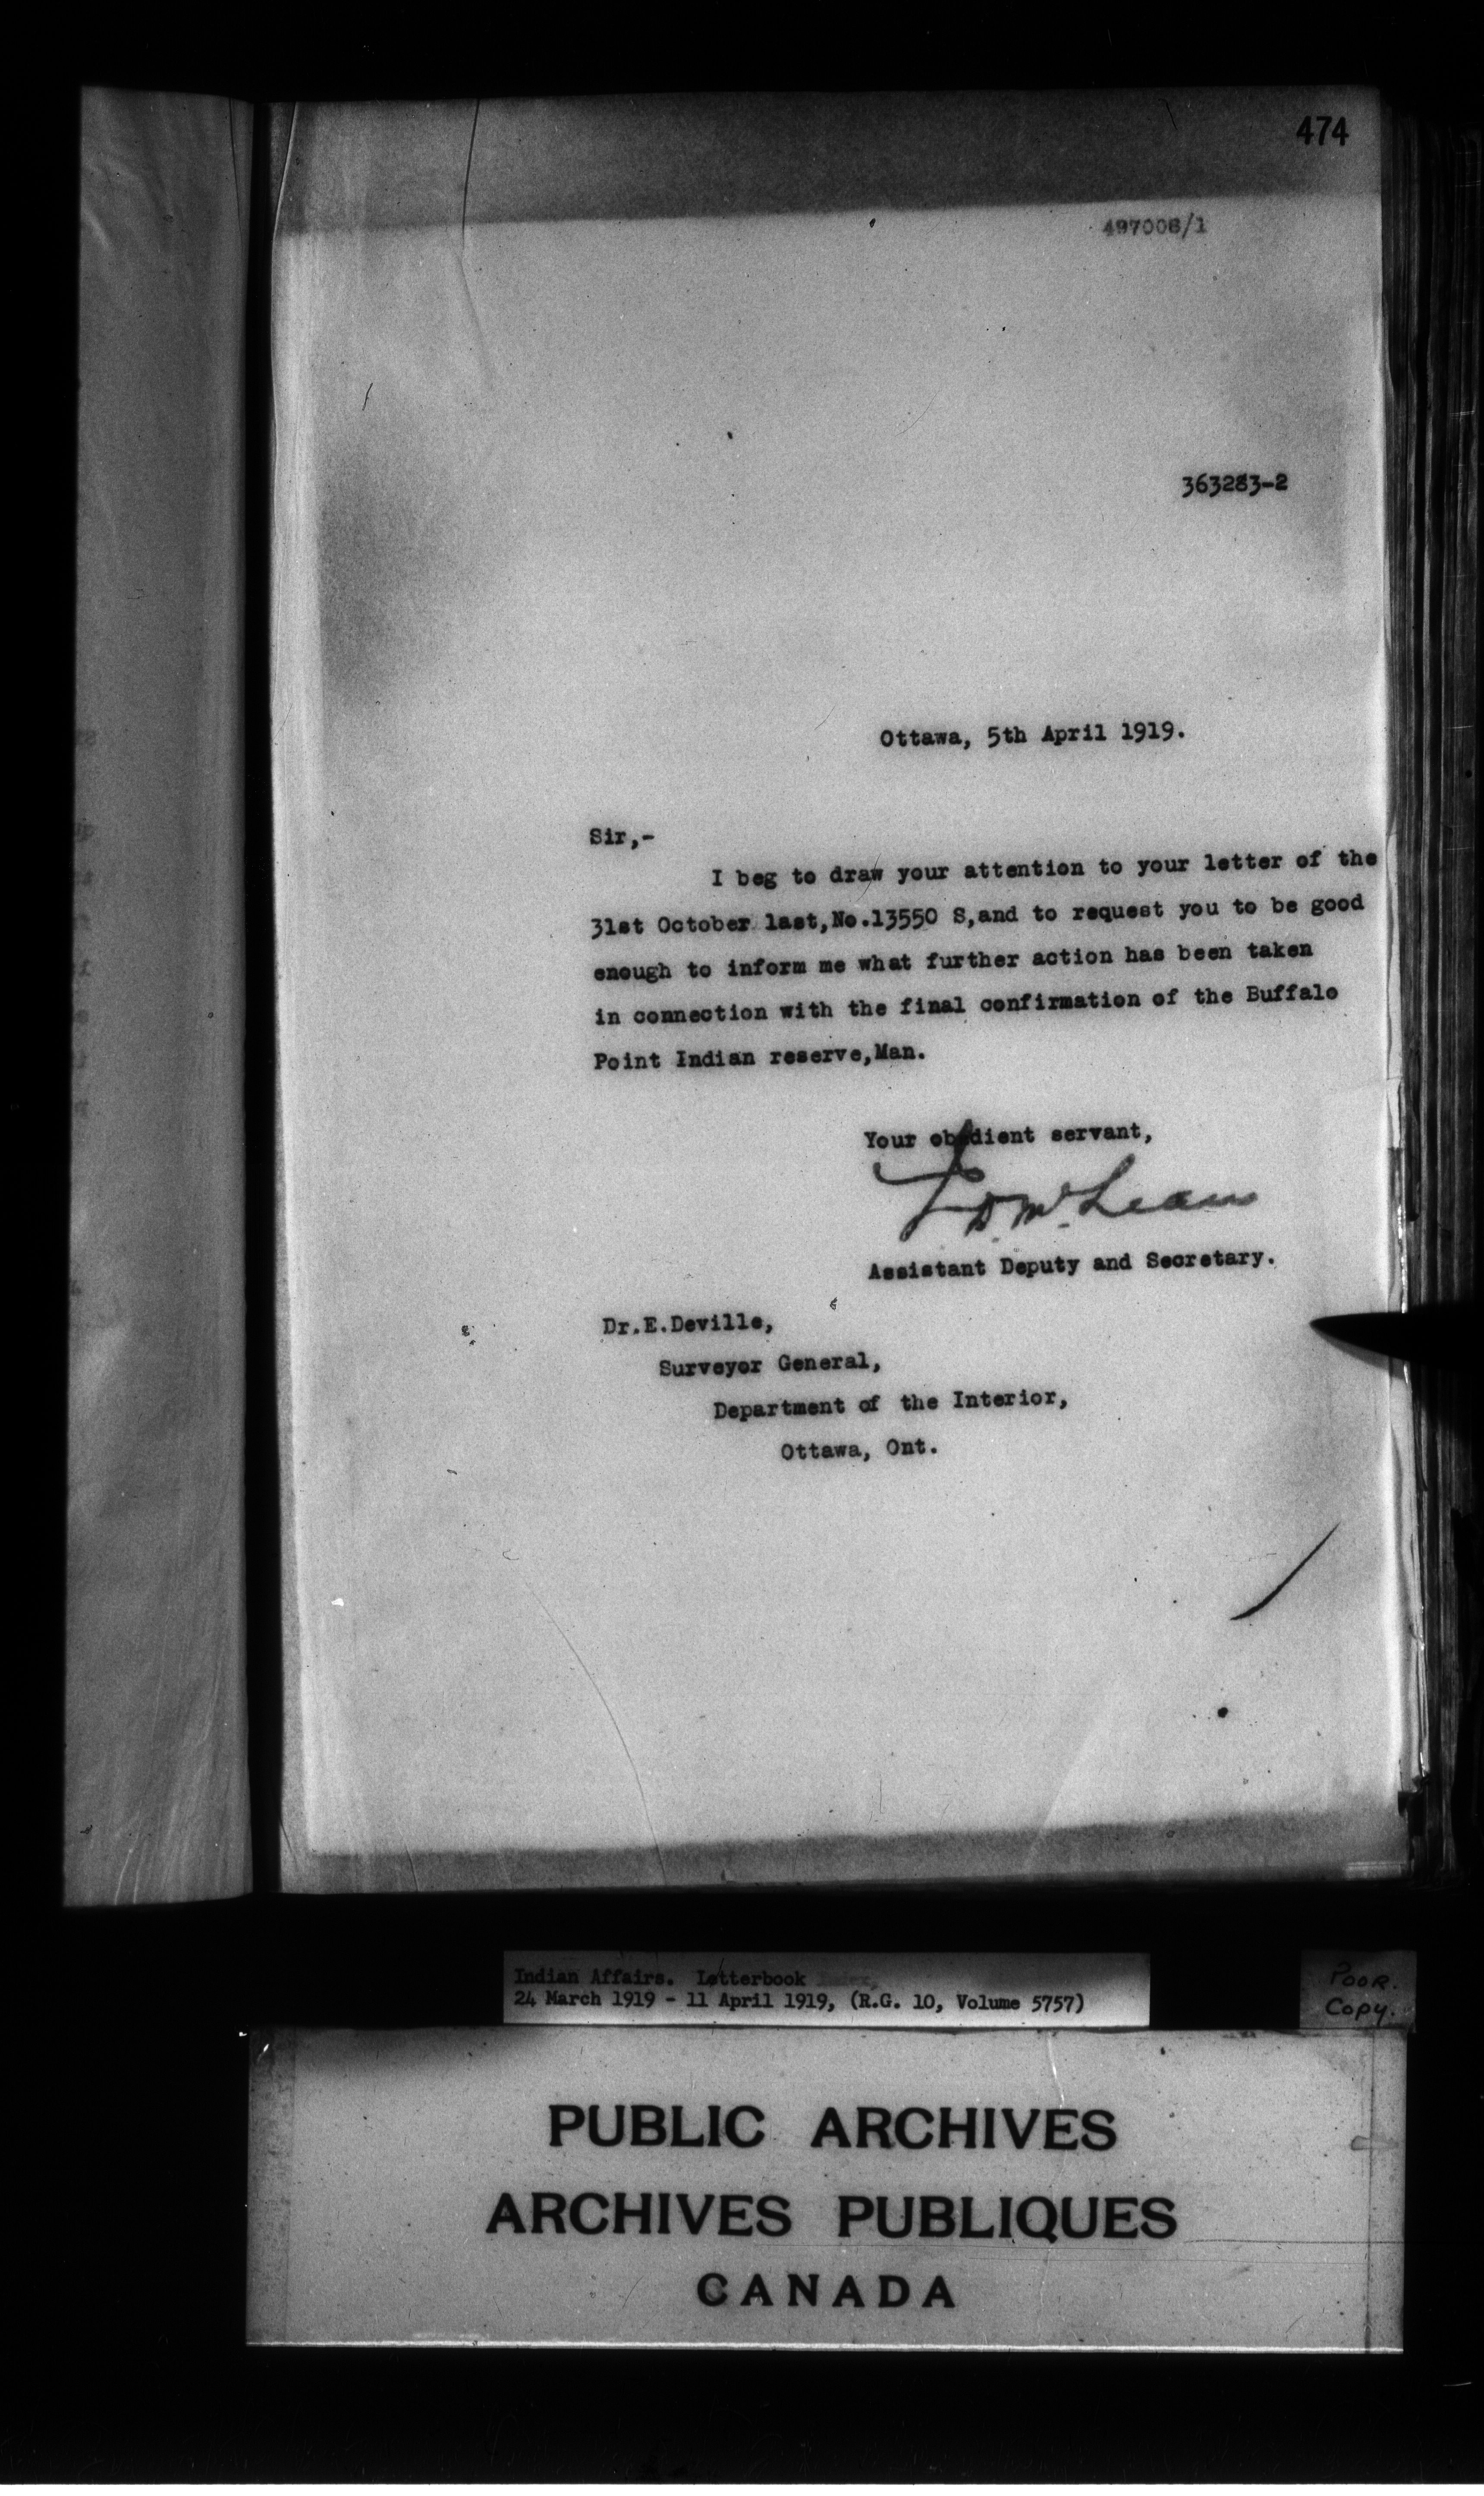 474
497006/1
363283-2
Ottawa, 5th April 1919.
Sir,-
I beg to draw your attention to your letter of the
31st October last,No.13550 S,and to request you to be good
enough to inform me what further action has been taken
in connection with the final confirmation of the Buffalo
Point Indian reserve,Man.
Your obedient servant,
J D McLean
Assistant Deputy and Secretary.
Dr.E.Deville,
Surveyor General,
Department of the Interior,
Ottawa, Ont.
Indian Affairs. Letterbook
24 March 1919 - 11 April 1919, (R.G. 10, Volume 5757)
POOR.
COPY.
PUBLIC ARCHIVES
ARCHIVES PUBLIQUES
CANADA